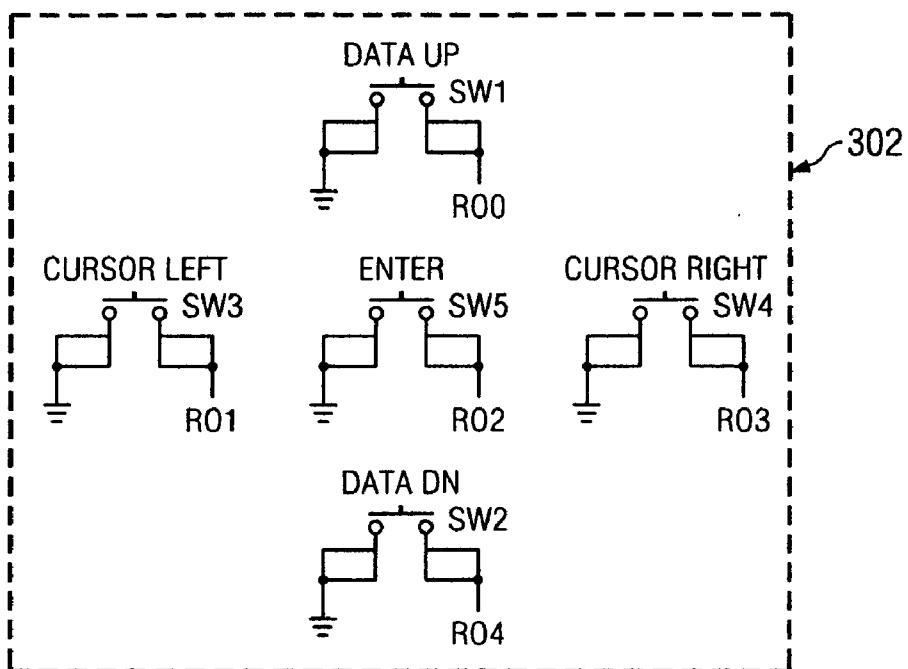 DATA UP
SW1
302
R00
CURSOR LEFT
ENTER
CURSOR RIGHT
SW3
SW5
SW4
R01
R02
R03
DATA DN
SW2
R04